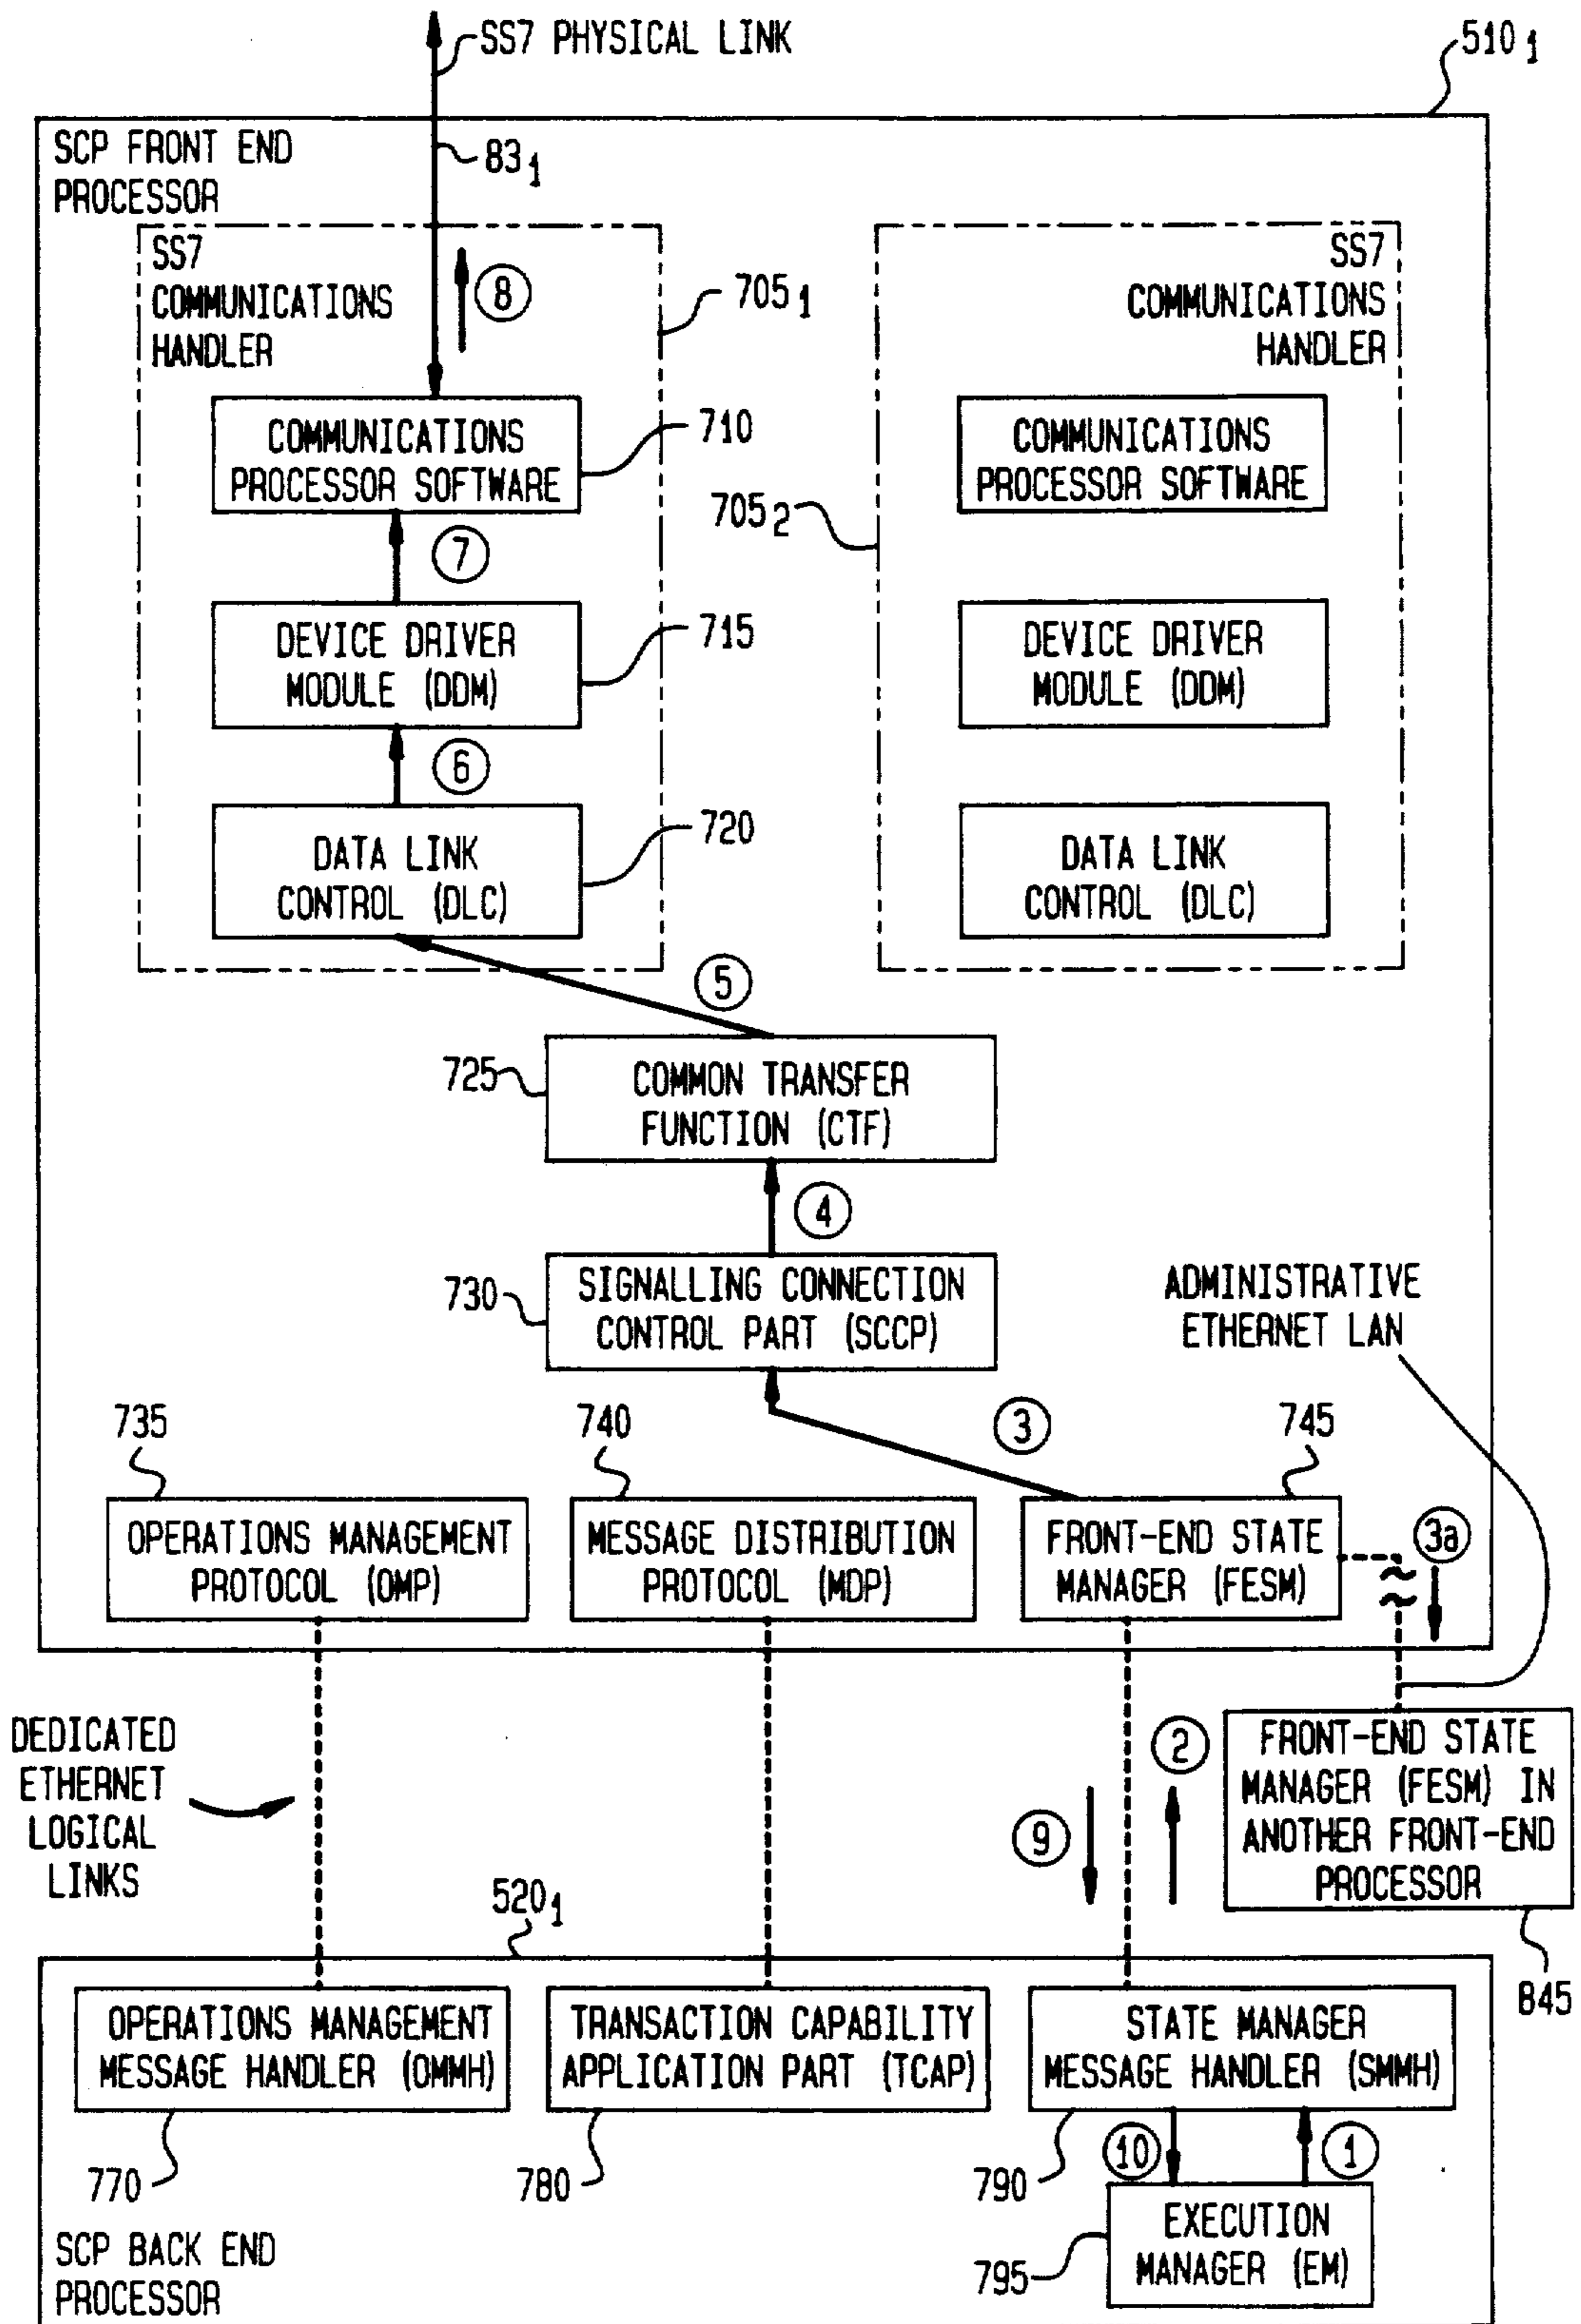 SS7 PHYSICAL LINK
510 1
SCP FRONT END
PROCESSOR
83 1
SS7
COMMUNICATIONS
HANDLER
8
705 1
SS7
COMMUNICATIONS
HANDLER
COMMUNICATIONS
PROCESSOR SOFTWARE
710
COMMUNICATIONS
PROCESSOR SOFTWARE
705 2
7
DEVICE DRIVER
MODULE (DDM)
715
DEVICE DRIVER
MODULE (DDM)
6
DATA LINK
CONTROL (DLC)
720
DATA LINK
CONTROL (DLC)
5
725
COMMON TRANSFER
FUNCTION (CTF)
4
730
SIGNALLING CONNECTION
CONTROL PART (SCCP)
ADMINISTRATIVE
ETHERNET LAN
735
740
3
745
OPERATIONS MANAGEMENT
PROTOCOL (OMP)
MESSAGE DISTRIBUTION
PROTOCOL (MDP)
FRONT-END STATE
MANAGER (FESM)
3a
DEDICATED
ETHERNET
LOGICAL
LINKS
2
9
FRONT-END STATE
MANAGER (FESM) IN
ANOTHER FRONT-END
PROCESSOR
845
520 1
OPERATIONS MANAGEMENT
MESSAGE HANDLER (OMMH)
TRANSACTION CAPABILITY
APPLICATION PART (TCAP)
STATE MANAGER
MESSAGE HANDLER (SMMH)
770
780
790
10
1
SCP BACK END
PROCESSOR
795
EXECUTION
MANAGER (EM)